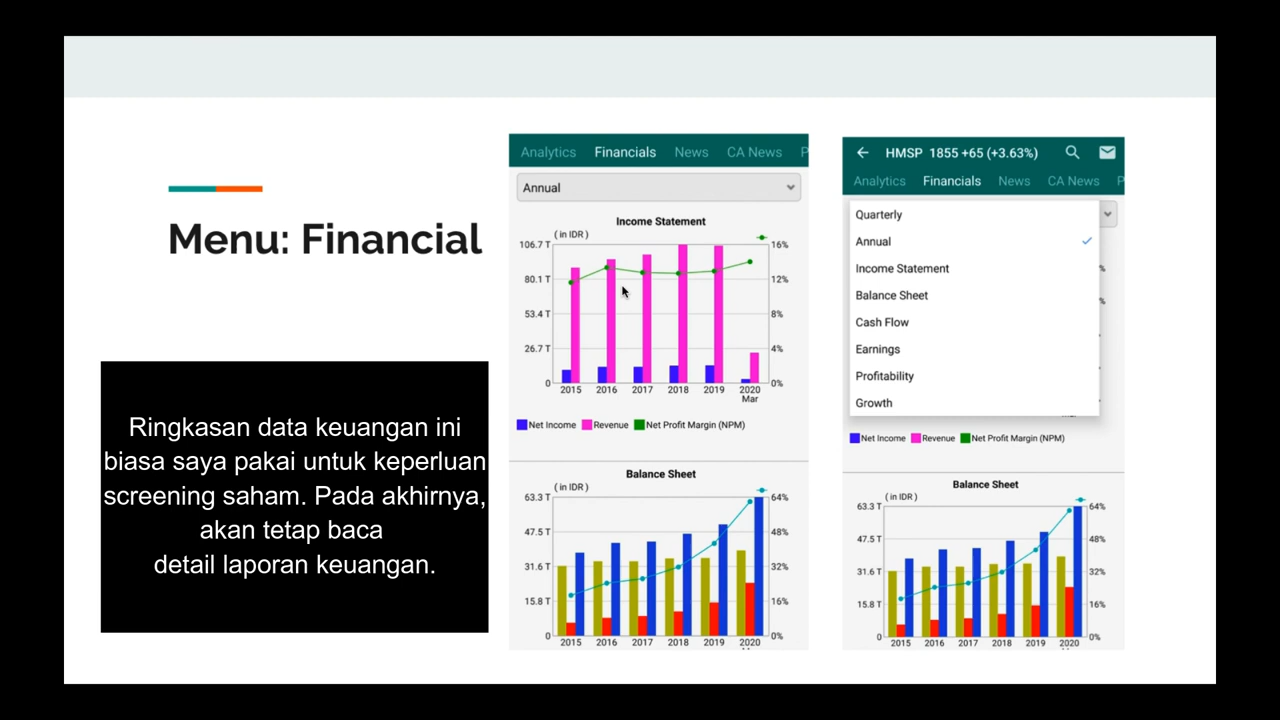 Menu: Financial
Ringkasan data keuangan ini
biasa saya pakai untuk keperluan
screening saham. Pada akhirnya,
akan tetap baca
detail laporan keuangan.
Analytics Financials News CA News P
Annual
Income Statement
( in IDR )
106.7 T 16%
80.1 T 12%
53.4 T 8%
26.7 T 4%
0 0%
2015 2016 2017 2018 2019 2020
Mar
Net Income Revenue Net Profit Margin (NPM)
Balance Sheet
( in IDR )
63.3 T 64%
47.5 T 48%
31.6 T 32%
15.8 T 16%
0 0%
2015 2016 2017 2018 2019 2020
HMSP 1855 +65 (+3.63%)
Analytics Financials News CA News P
Quarterly
Annual
Income Statement
Balance Sheet
Cash Flow
Earnings
Profitability
Growth
Net Income Revenue Net Profit Margin (NPM)
Balance Sheet
( in IDR )
63.3 T 64%
47.5 T 48%
31.6 T 32%
15.8 T 16%
0 0%
2015 2016 2017 2018 2019 2020